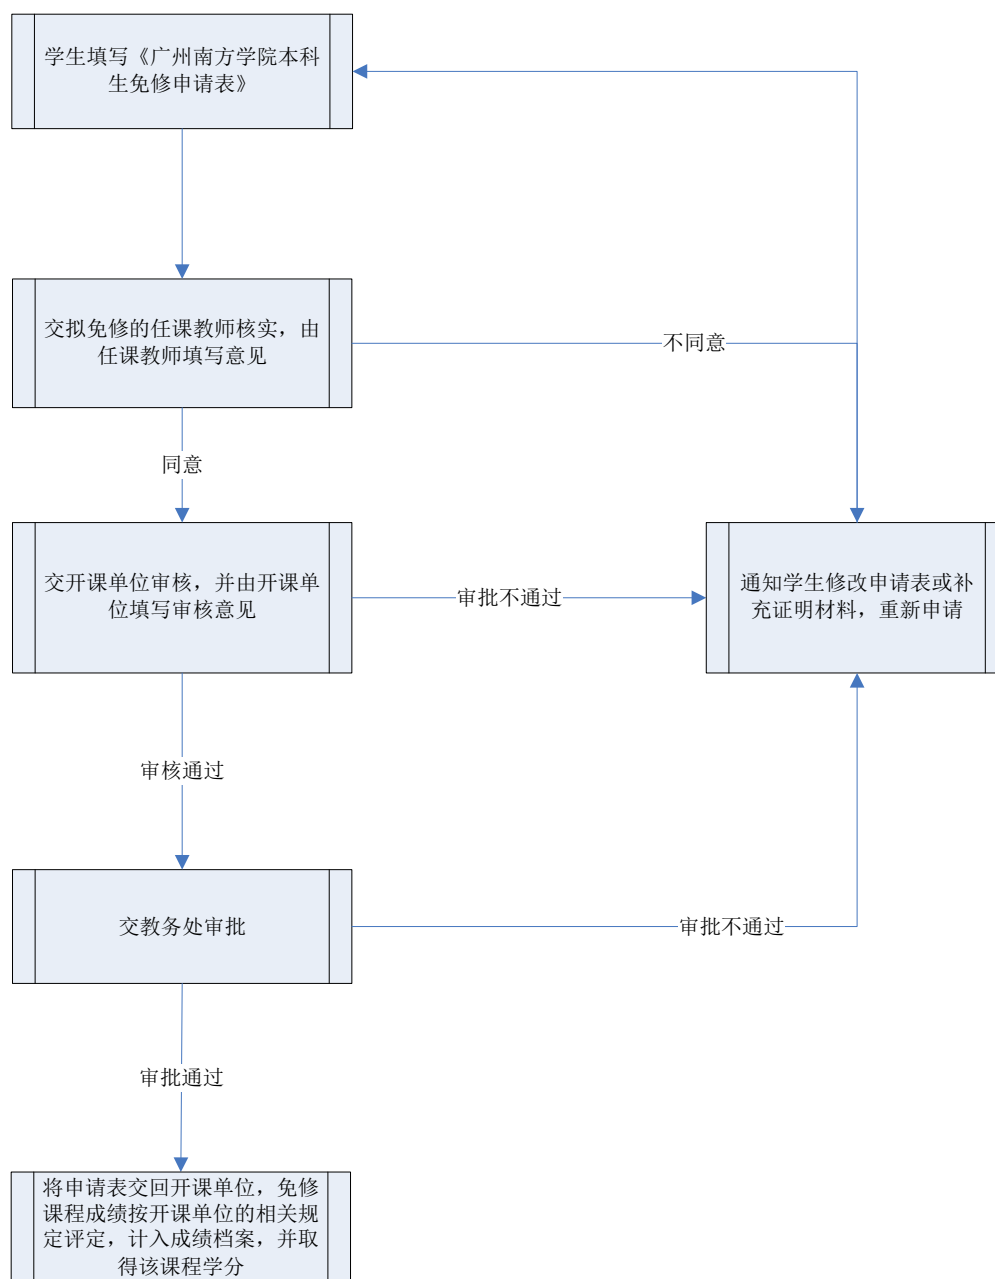 学生填写《广州南方学院本科
生免修申请表》
交拟免修的任课教师核实，由
任课教师填写意见
不同意
同意
交开课单位审核，并由开课单
位填写审核意见
审批不通过
通知学生修改申请表或补
充证明材料，重新申请
审核通过
交教务处审批
审批不通过
审批通过
将申请表交回开课单位，免修
课程成绩按开课单位的相关规
定评定，计入成绩档案，并取
得该课程学分